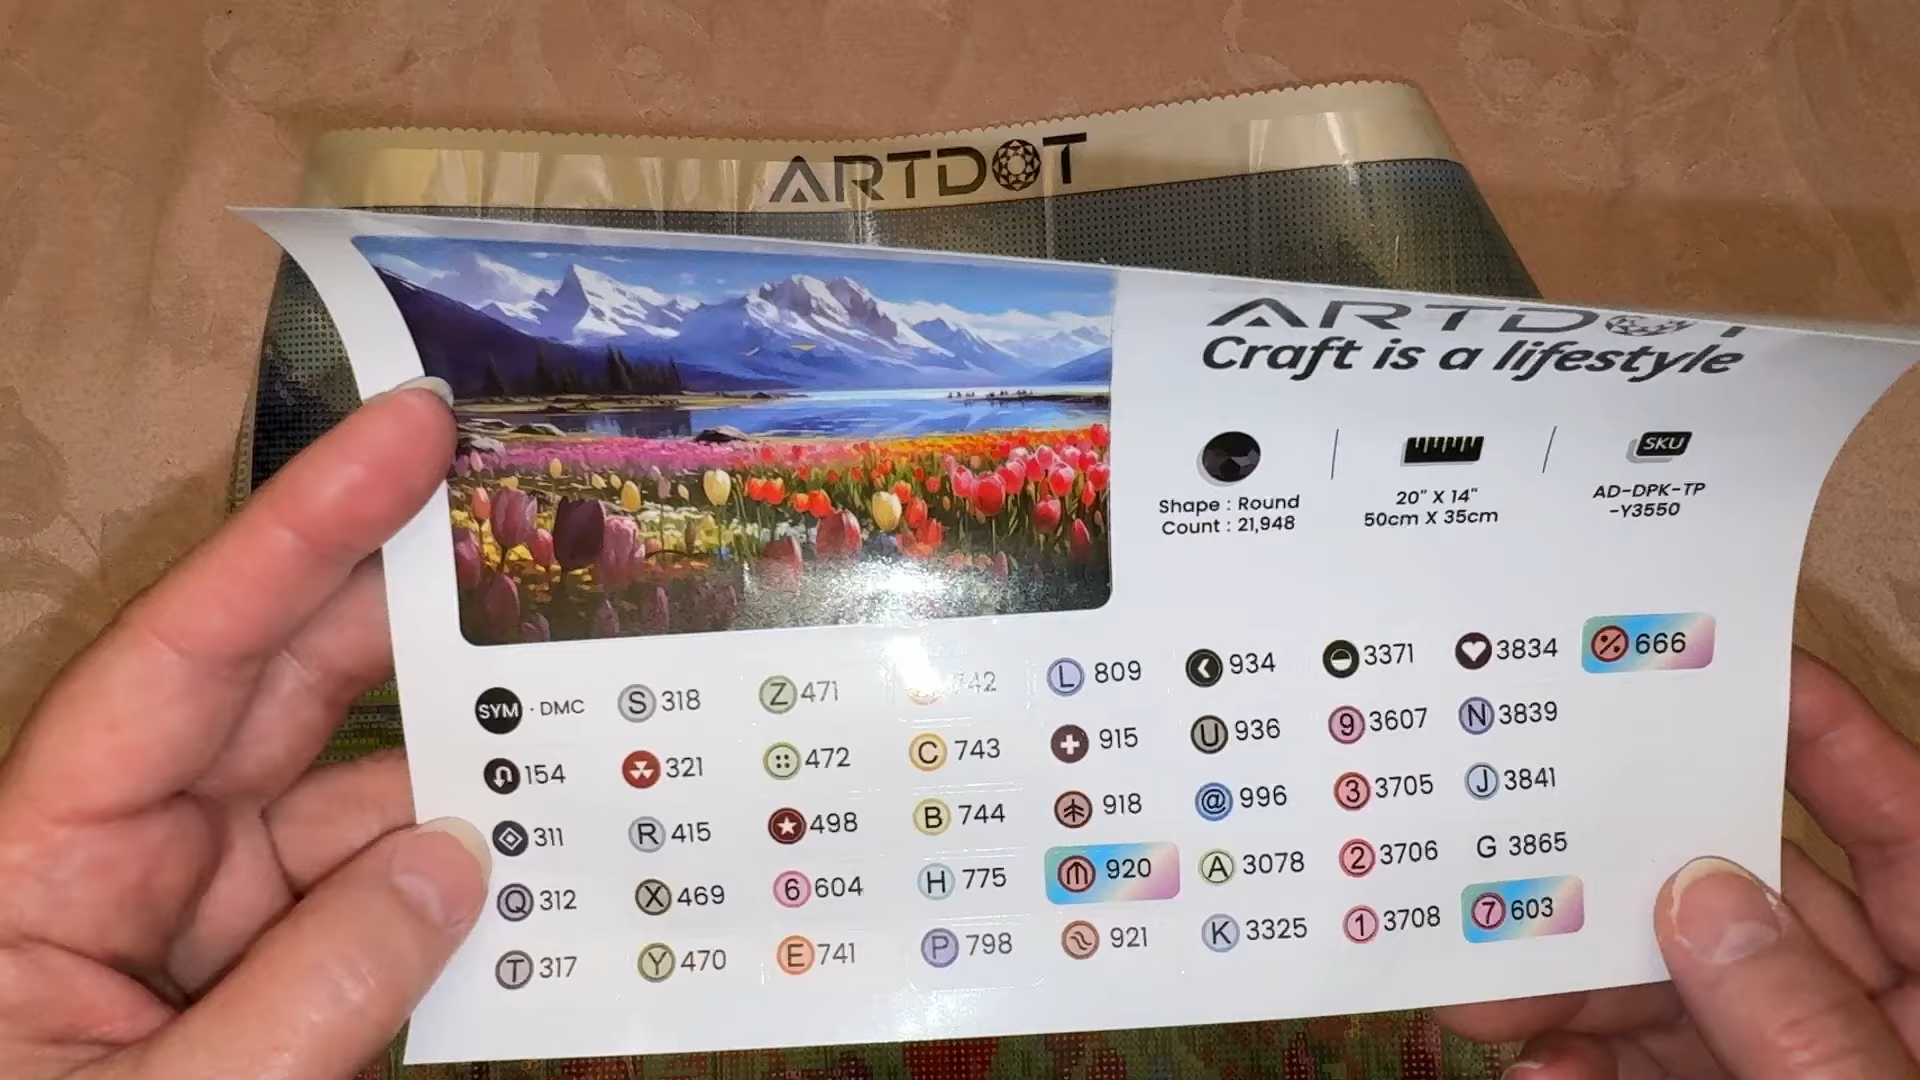 ARTDOT
ARTDOT
Craft is a lifestyle
SKU
Shape : Round
Count : 21,948
20" X 14"
50cm X 35cm
AD-DPK-TP
-Y3550
SYM · DMC
154
311
Q 312
T 317
S 318
321
R 415
X 469
Y 470
Z 471
472
498
6 604
E 741
742
C 743
B 744
H 775
P 798
L 809
915
918
920
921
934
U 936
@ 996
A 3078
K 3325
3371
9 3607
3 3705
2 3706
1 3708
3834
N 3839
J 3841
G 3865
7 603
% 666